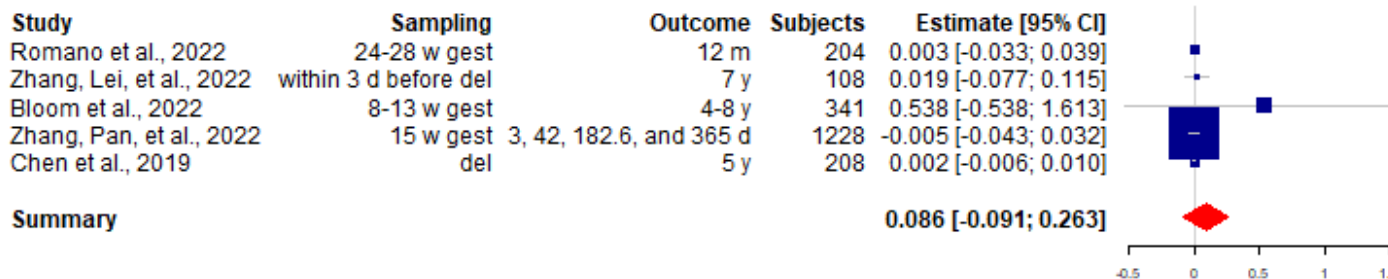 Study Sampling Outcome Subjects Estimate [95% CI]
Romano et al., 2022 24-28 w gest 12 m 204 0.003 [-0.033; 0.039]
Zhang, Lei, et al., 2022 within 3 d before del 7 y 108 0.019 [-0.077; 0.115]
Bloom et al., 2022 8-13 w gest 4-8 y 341 0.538 [-0.538; 1.613]
Zhang, Pan, et al., 2022 15 w gest 3, 42, 182.6, and 365 d 1228 -0.005 [-0.043; 0.032]
Chen et al., 2019 del 5 y 208 0.002 [-0.006; 0.010]
Summary 0.086 [-0.091; 0.263]
-0.5 0 0.5 1